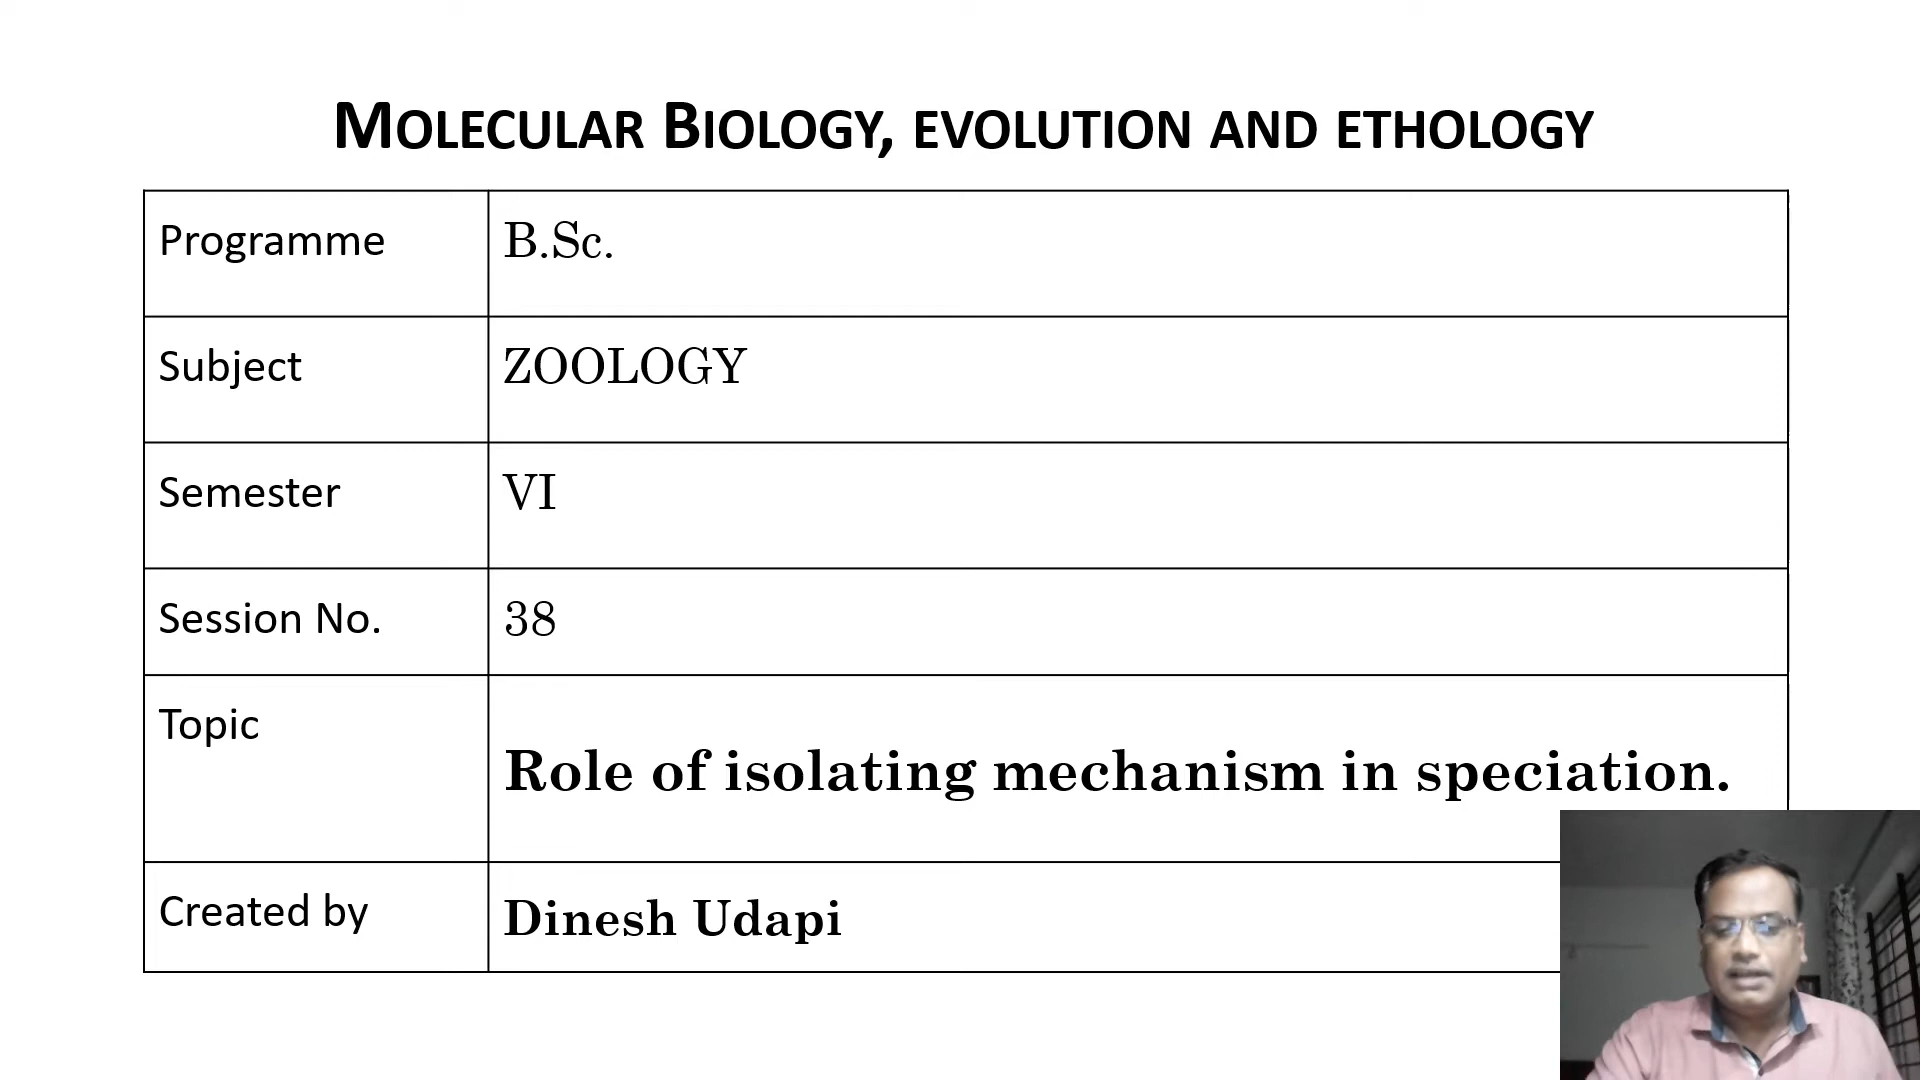 MOLECULAR BIOLOGY, EVOLUTION AND ETHOLOGY
Programme B.Sc.
Subject ZOOLOGY
Semester VI
Session No. 38
Topic Role of isolating mechanism in speciation.
Created by Dinesh Udapi